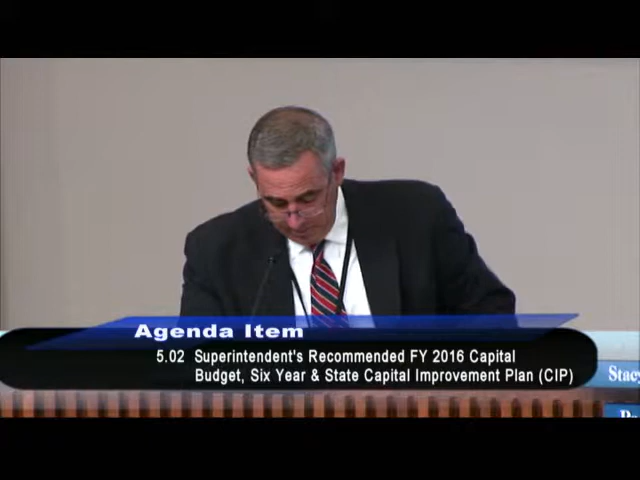 Agenda Item
5.02 Superintendent's Recommended FY 2016 Capital
Budget, Six Year & State Capital Improvement Plan (CIP)
Stacy